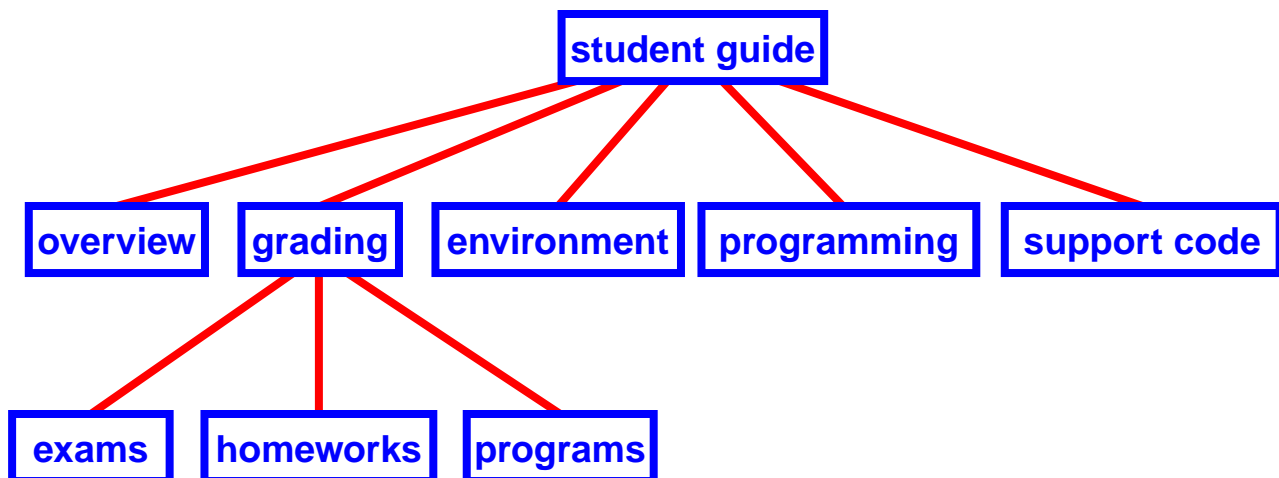 student guide
overview grading environment programming support code
exams homeworks programs